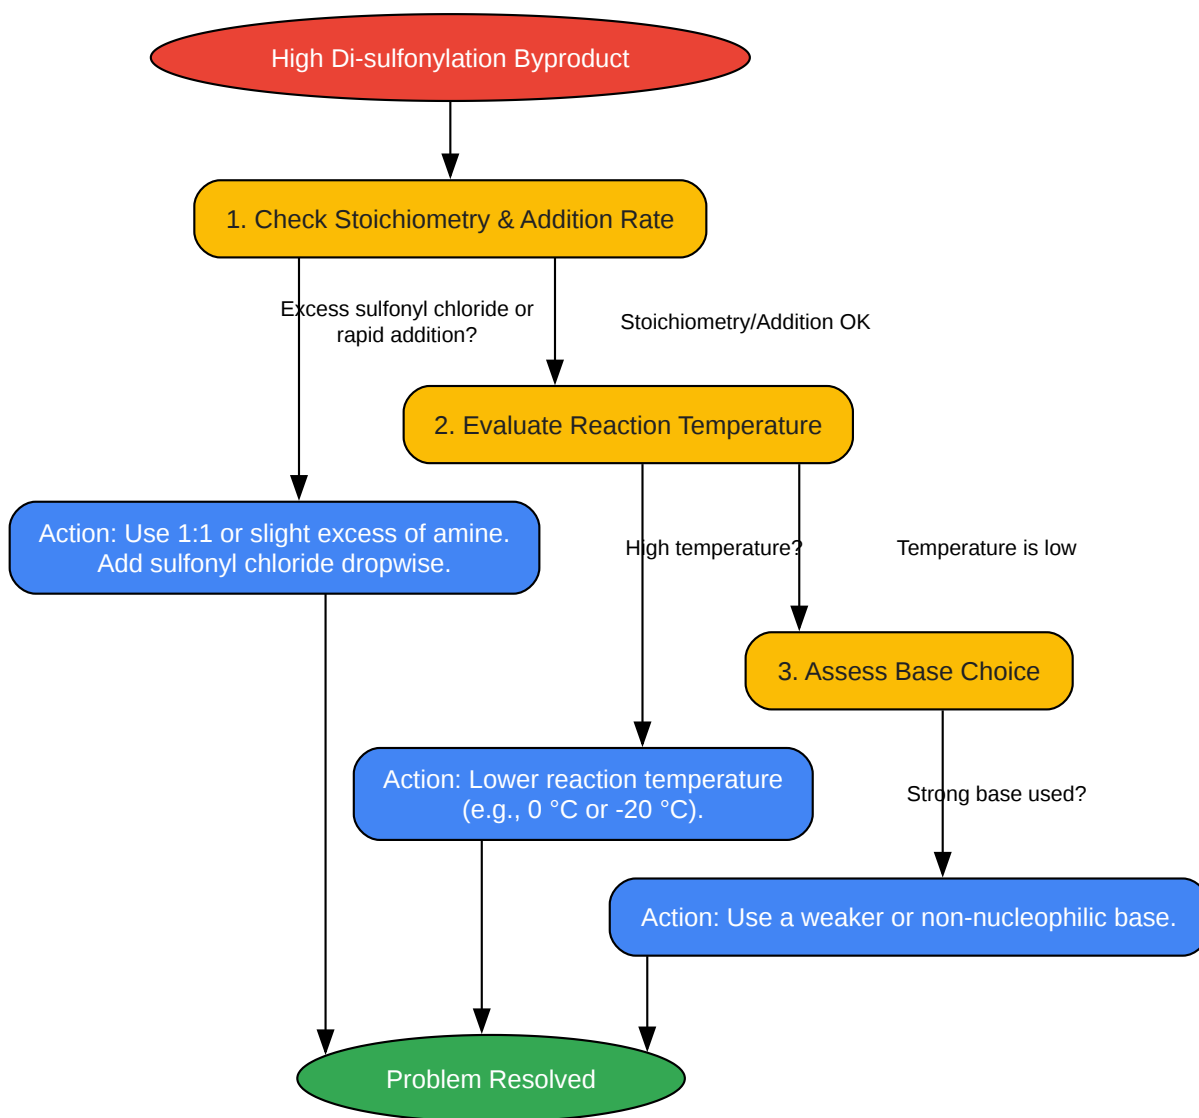 High Di-sulfonylation Byproduct
1. Check Stoichiometry & Addition Rate
Excess sulfonyl chloride or
rapid addition?
Stoichiometry/Addition OK
2. Evaluate Reaction Temperature
Action: Use 1:1 or slight excess of amine.
Add sulfonyl chloride dropwise.
High temperature?
Temperature is low
3. Assess Base Choice
Action: Lower reaction temperature
(e.g., 0 °C or -20 °C).
Strong base used?
Action: Use a weaker or non-nucleophilic base.
Problem Resolved